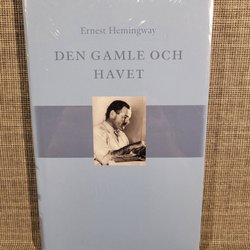 Ernest Hemingway
DEN GAMLE OCH
HAVET